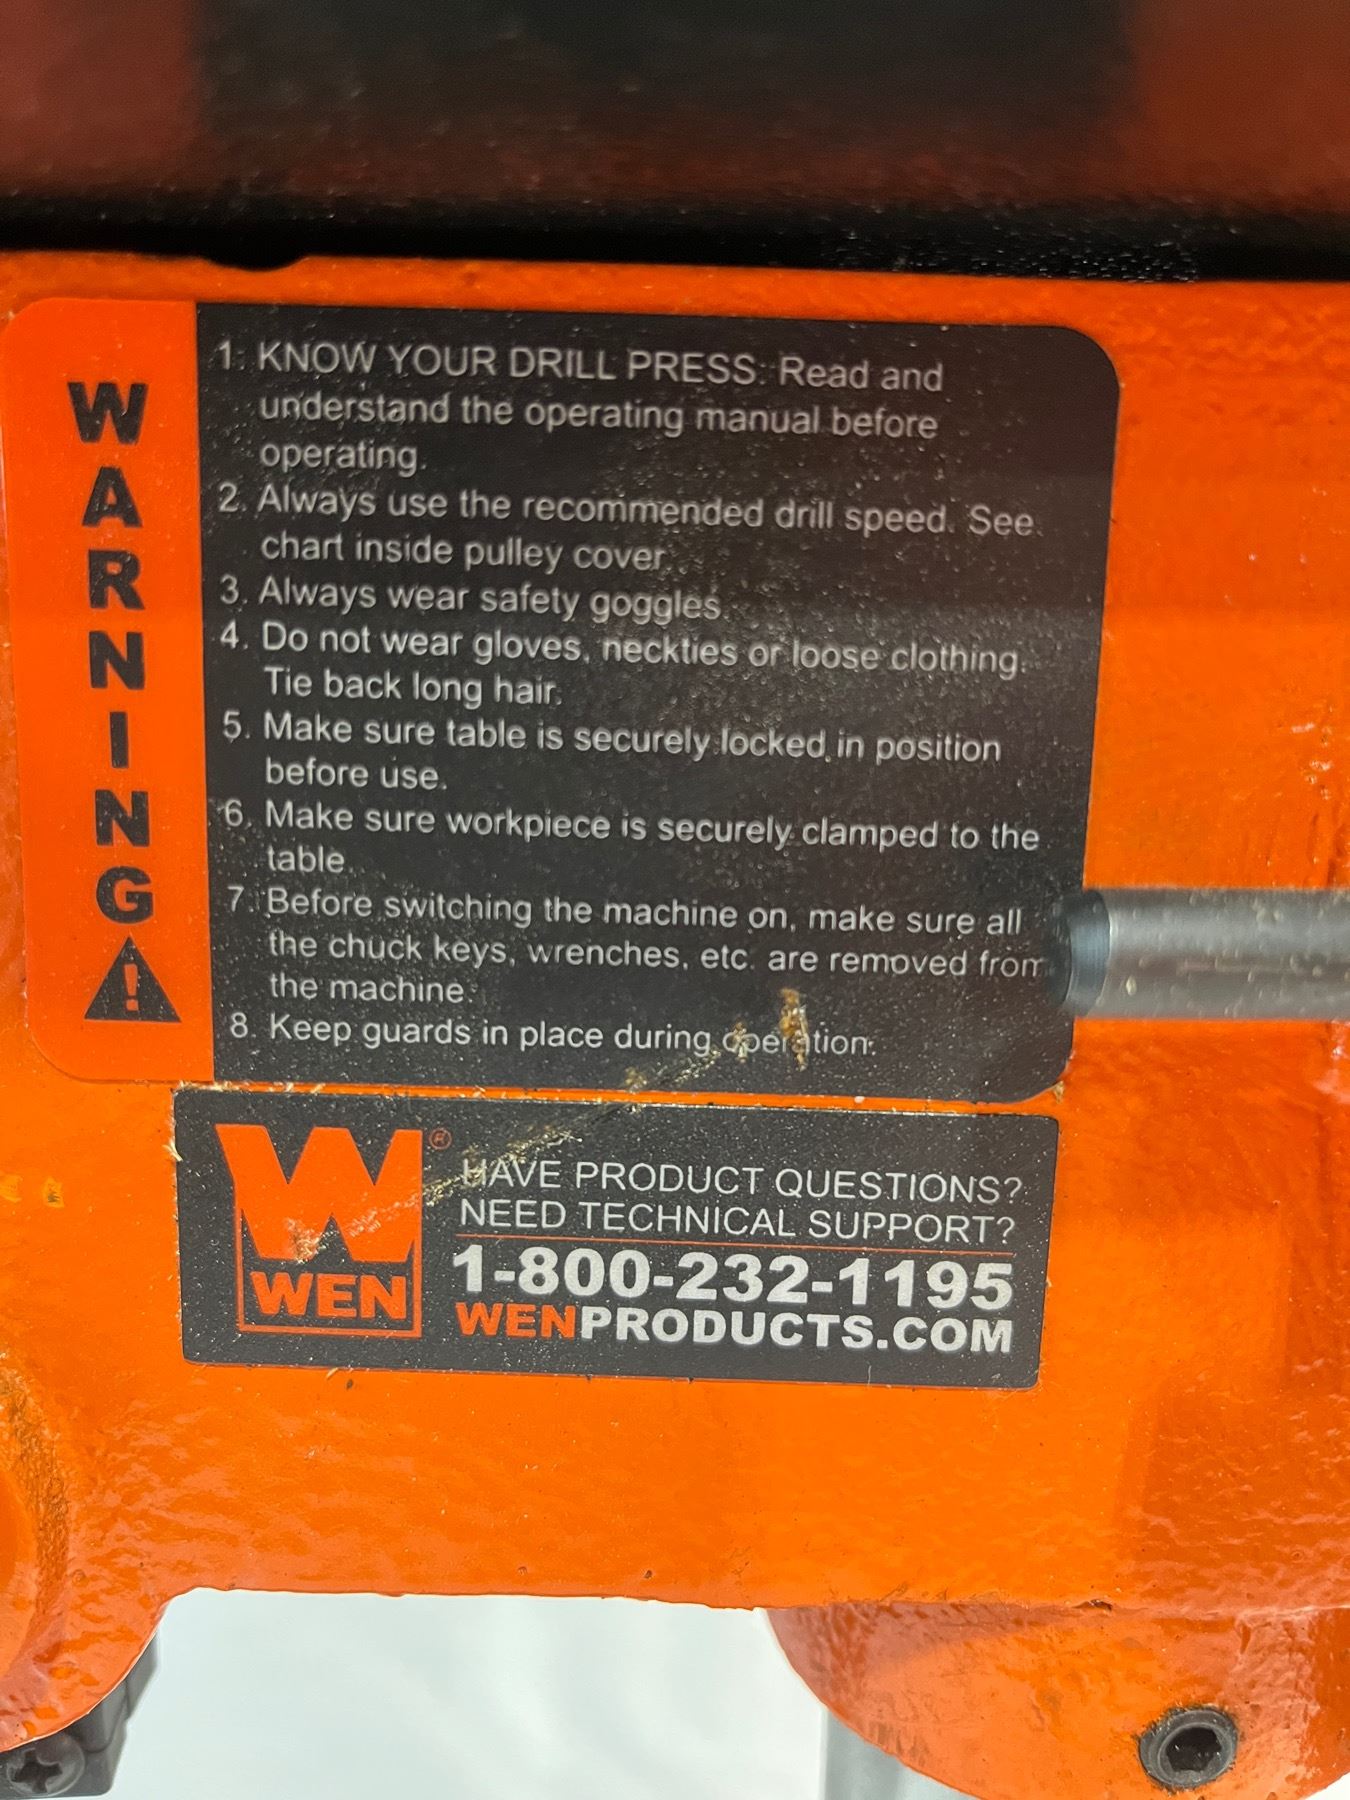 WARNING
1. KNOW YOUR DRILL PRESS: Read and
understand the operating manual before
operating.
2. Always use the recommended drill speed. See
chart inside pulley cover.
3. Always wear safety goggles.
4. Do not wear gloves, neckties or loose clothing.
Tie back long hair.
5. Make sure table is securely locked in position
before use.
6. Make sure workpiece is securely clamped to the
table.
7. Before switching the machine on, make sure all
the chuck keys, wrenches, etc. are removed from
the machine.
8. Keep guards in place during operation.
W®
WEN
HAVE PRODUCT QUESTIONS?
NEED TECHNICAL SUPPORT?
1-800-232-1195
WENPRODUCTS.COM